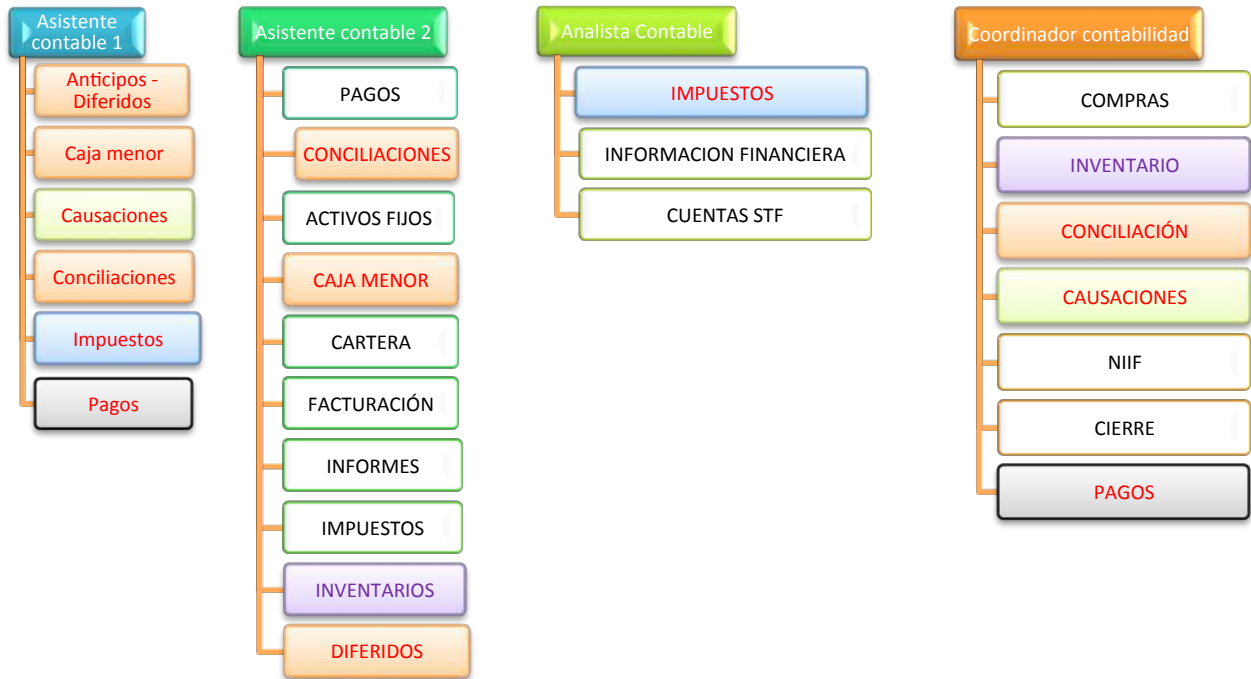 Asistente
contable 1
Anticipos -
Diferidos
Caja menor
Causaciones
Conciliaciones
Impuestos
Pagos
Asistente contable 2
PAGOS
CONCILIACIONES
ACTIVOS FIJOS
CAJA MENOR
CARTERA
FACTURACIÓN
INFORMES
IMPUESTOS
INVENTARIOS
DIFERIDOS
Analista Contable
IMPUESTOS
INFORMACION FINANCIERA
CUENTAS STF
Coordinador contabilidad
COMPRAS
INVENTARIO
CONCILIACIÓN
CAUSACIONES
NIIF
CIERRE
PAGOS